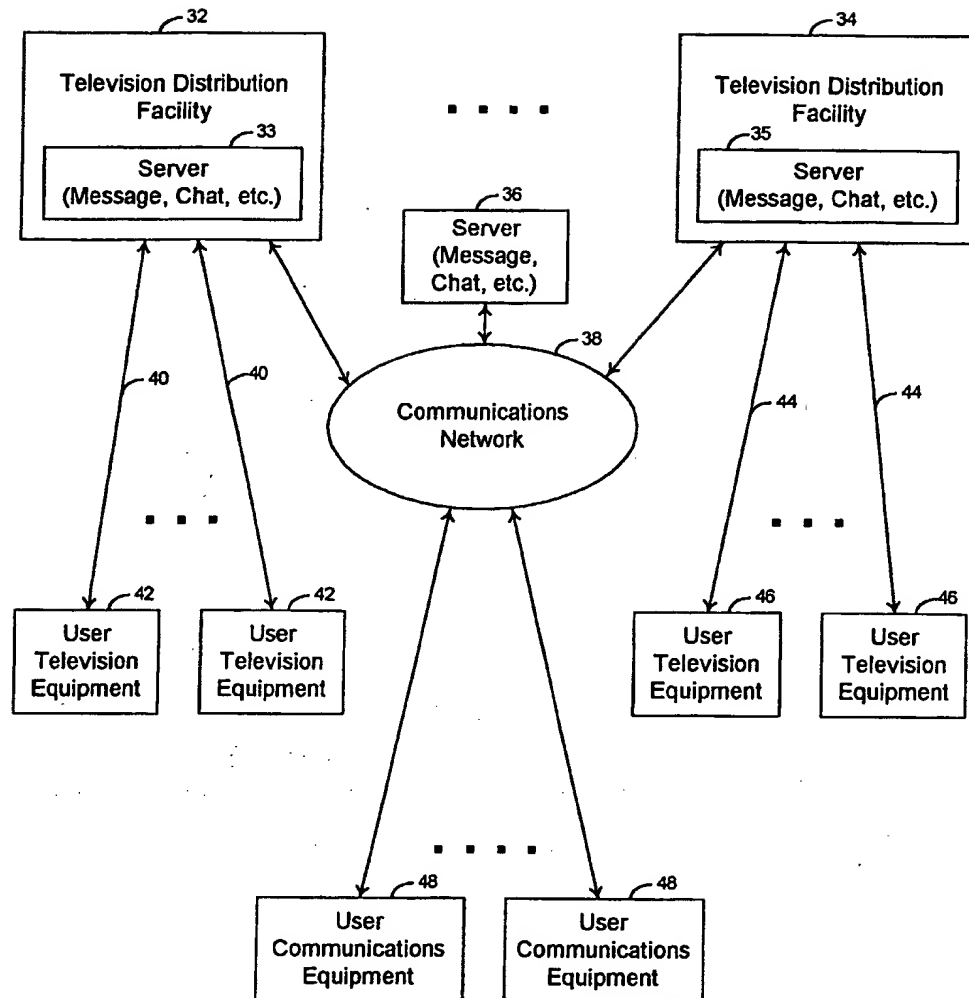 32
34
Television Distribution
Facility
33
Server
(Message, Chat, etc.)
Television Distribution
Facility
35
Server
(Message, Chat, etc.)
36
Server
(Message,
Chat, etc.)
38
Communications
Network
40
40
44
44
42
User
Television
Equipment
42
User
Television
Equipment
46
User
Television
Equipment
46
User
Television
Equipment
48
User
Communications
Equipment
48
User
Communications
Equipment